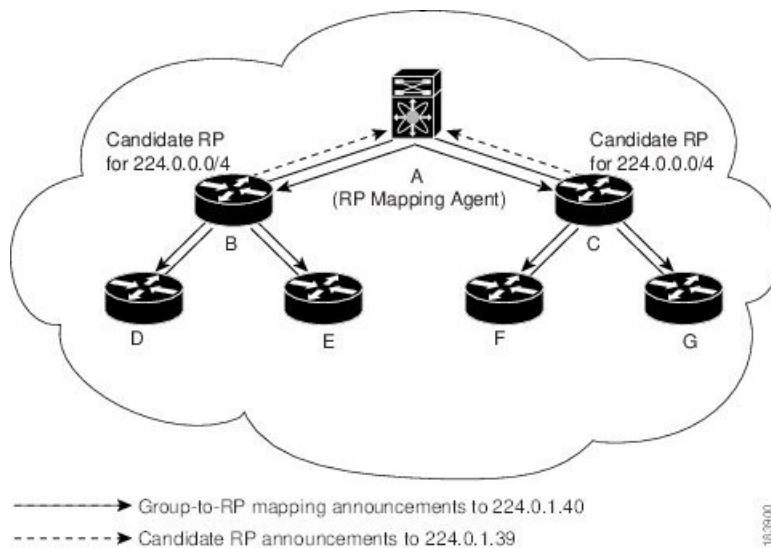 Candidate RP
for 224.0.0.0/4
Candidate RP
for 224.0.0.0/4
A
(RP Mapping Agent)
B
C
D
E
F
G
Group-to-RP mapping announcements to 224.0.1.40
Candidate RP announcements to 224.0.1.39